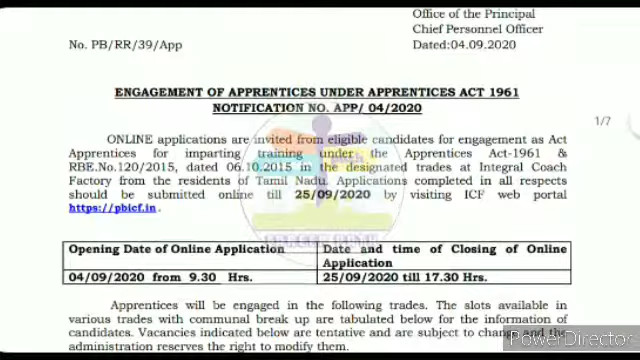 Office of the Principal
Chief Personnel Officer
No. PB/RR/39/App
Dated:04.09.2020
ENGAGEMENT OF APPRENTICES UNDER APPRENTICES ACT 1961
NOTIFICATION NO. APP/ 04/2020
1/7
ONLINE applications are invited from eligible candidates for engagement as Act
Apprentices for imparting training under the Apprentices Act-1961 &
RBE.No.120/2015, dated 06.10.2015 in the designated trades at Integral Coach
Factory from the residents of Tamil Nadu. Applications completed in all respects
should be submitted online till 25/09/2020 by visiting ICF web portal
https://pbicf.in.
Opening Date of Online Application
Date and time of Closing of Online
Application
04/09/2020 from 9.30 Hrs.
25/09/2020 till 17.30 Hrs.
Apprentices will be engaged in the following trades. The slots available in
various trades with communal break up are tabulated below for the information of
candidates. Vacancies indicated below are tentative and are subject to change and the
administration reserves the right to modify them.
PowerDirector